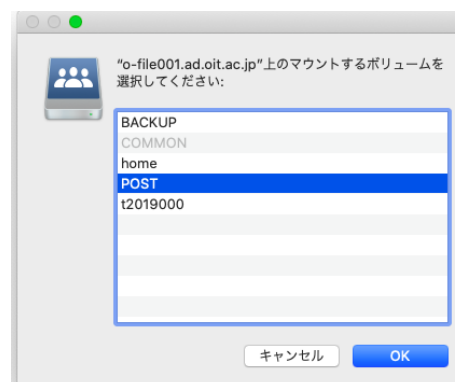 “o-file001.ad.oit.ac.jp”上のマウントするボリュームを
選択してください:
BACKUP
COMMON
home
POST
t2019000
キャンセル
OK